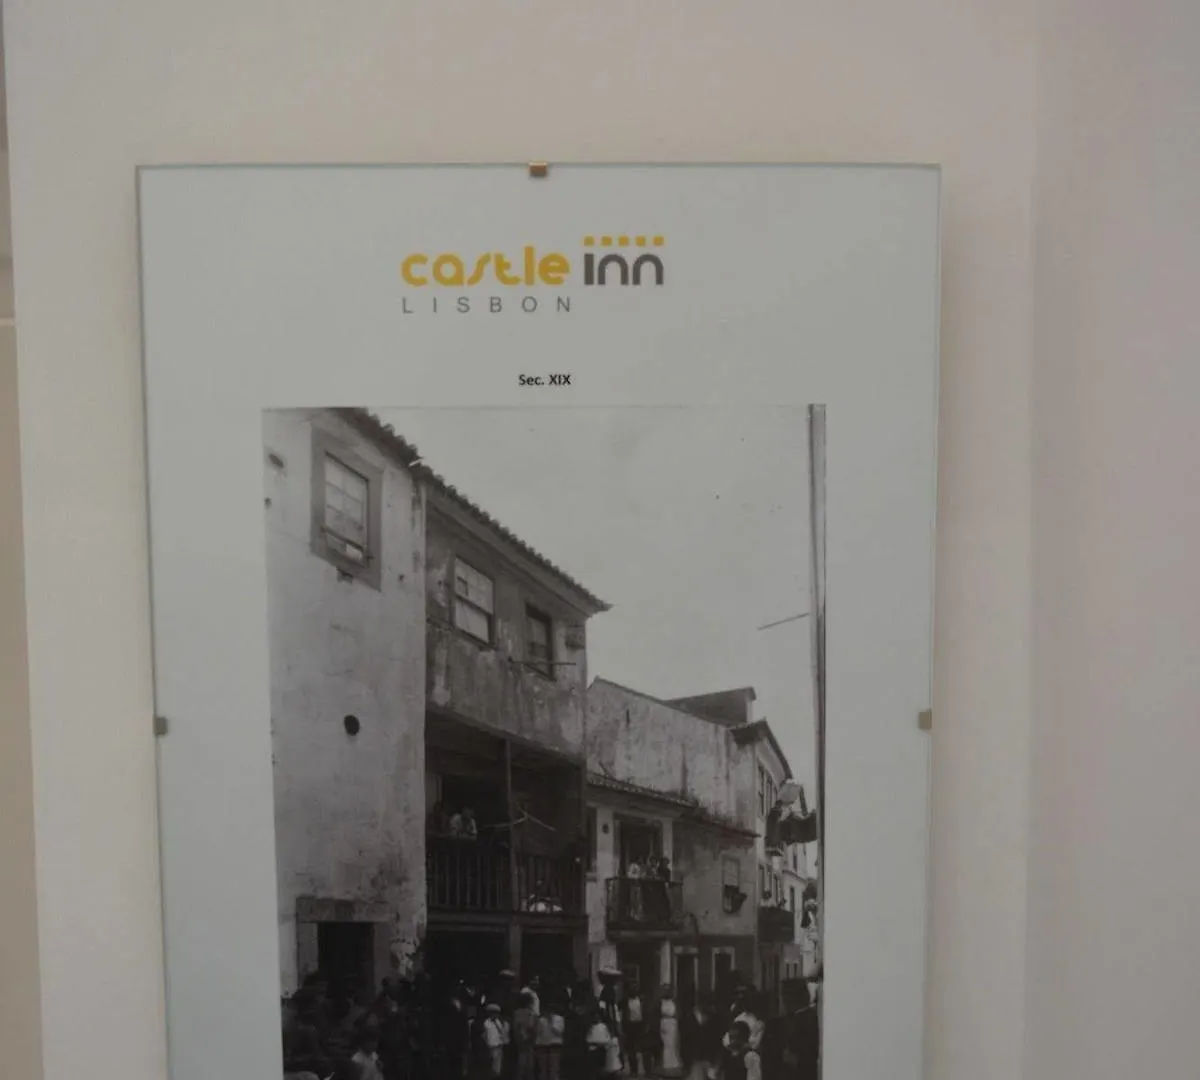 castle inn
LISBON
Sec. XIX